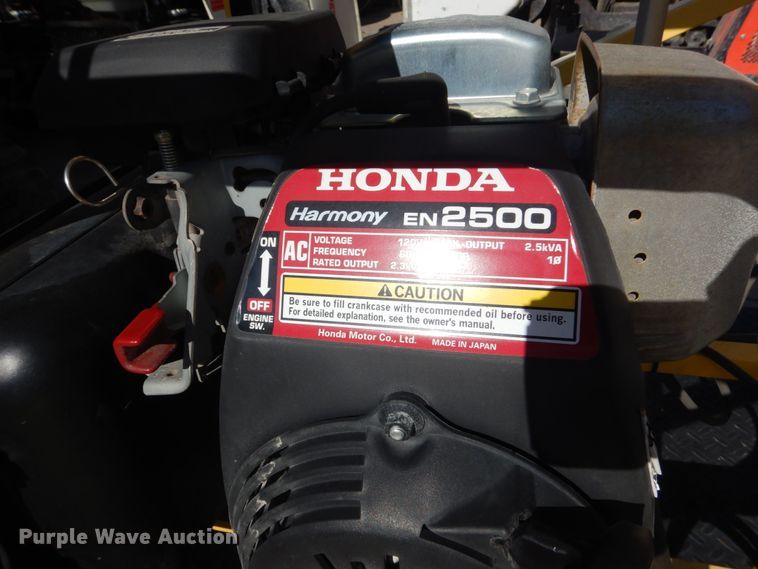 HONDA
Harmony EN2500
ON
OFF
ENGINE SW.
AC
VOLTAGE 120V OUTPUT 2.5kVA
FREQUENCY 1Ø
RATED OUTPUT
CAUTION
Be sure to fill crankcase with recommended oil before using.
For detailed explanation, see the owner's manual.
Honda Motor Co., Ltd. MADE IN JAPAN
Purple Wave Auction